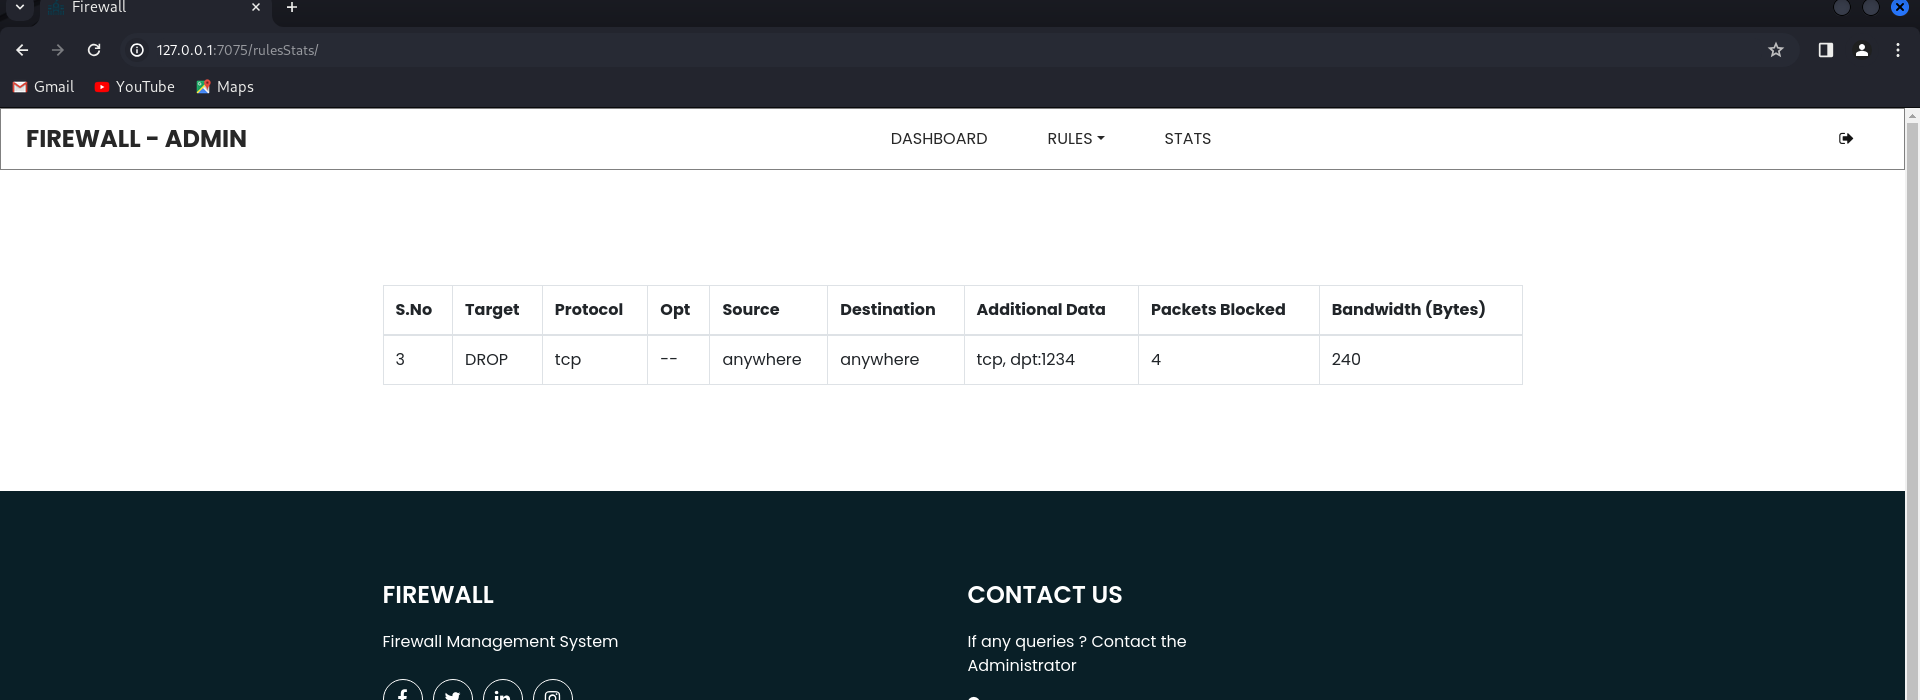 Firewall
127.0.0.1:7075/rulesStats/
Gmail YouTube Maps
FIREWALL - ADMIN DASHBOARD RULES STATS
S.No Target Protocol Opt Source Destination Additional Data Packets Blocked Bandwidth (Bytes)
3 DROP tcp -- anywhere anywhere tcp, dpt:1234 4 240
FIREWALL
Firewall Management System
CONTACT US
If any queries ? Contact the
Administrator